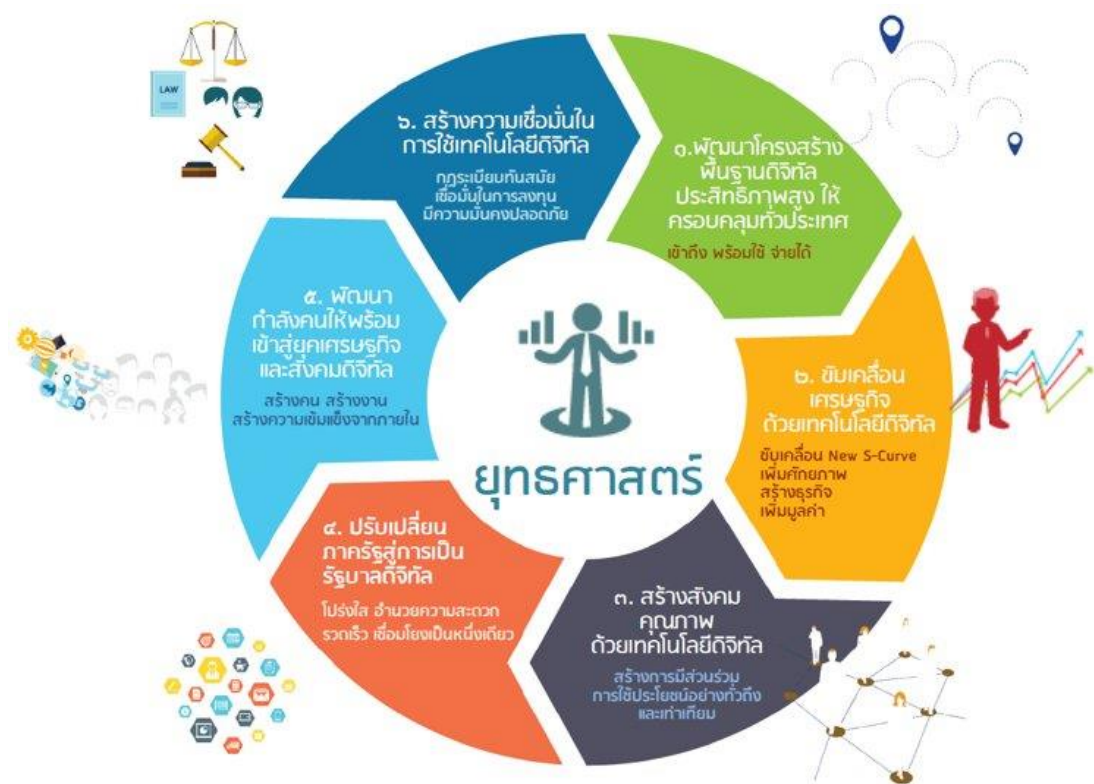 ยุทธศาสตร์
๑.พัฒนาโครงสร้าง
พื้นฐานดิจิทัล
ประสิทธิภาพสูง ให้
ครอบคลุมทั่วประเทศ
เข้าถึง พร้อมใช้ จ่ายได้
๒. ขับเคลื่อน
เศรษฐกิจ
ด้วยเทคโนโลยีดิจิทัล
ขับเคลื่อน New S-Curve
เพิ่มศักยภาพ
สร้างธุรกิจ
เพิ่มมูลค่า
๓. สร้างสังคม
คุณภาพ
ด้วยเทคโนโลยีดิจิทัล
สร้างการมีส่วนร่วม
การใช้ประโยชน์อย่างทั่วถึง
และเท่าเทียม
๔. ปรับเปลี่ยน
ภาครัฐสู่การเป็น
รัฐบาลดิจิทัล
โปร่งใส อำนวยความสะดวก
รวดเร็ว เชื่อมโยงเป็นหนึ่งเดียว
๕. พัฒนา
กำลังคนให้พร้อม
เข้าสู่ยุคเศรษฐกิจ
และสังคมดิจิทัล
สร้างคน สร้างงาน
สร้างความเข้มแข็งจากภายใน
๖. สร้างความเชื่อมั่นใน
การใช้เทคโนโลยีดิจิทัล
กฎระเบียบทันสมัย
เชื่อมั่นในการลงทุน
มีความมั่นคงปลอดภัย
LAW